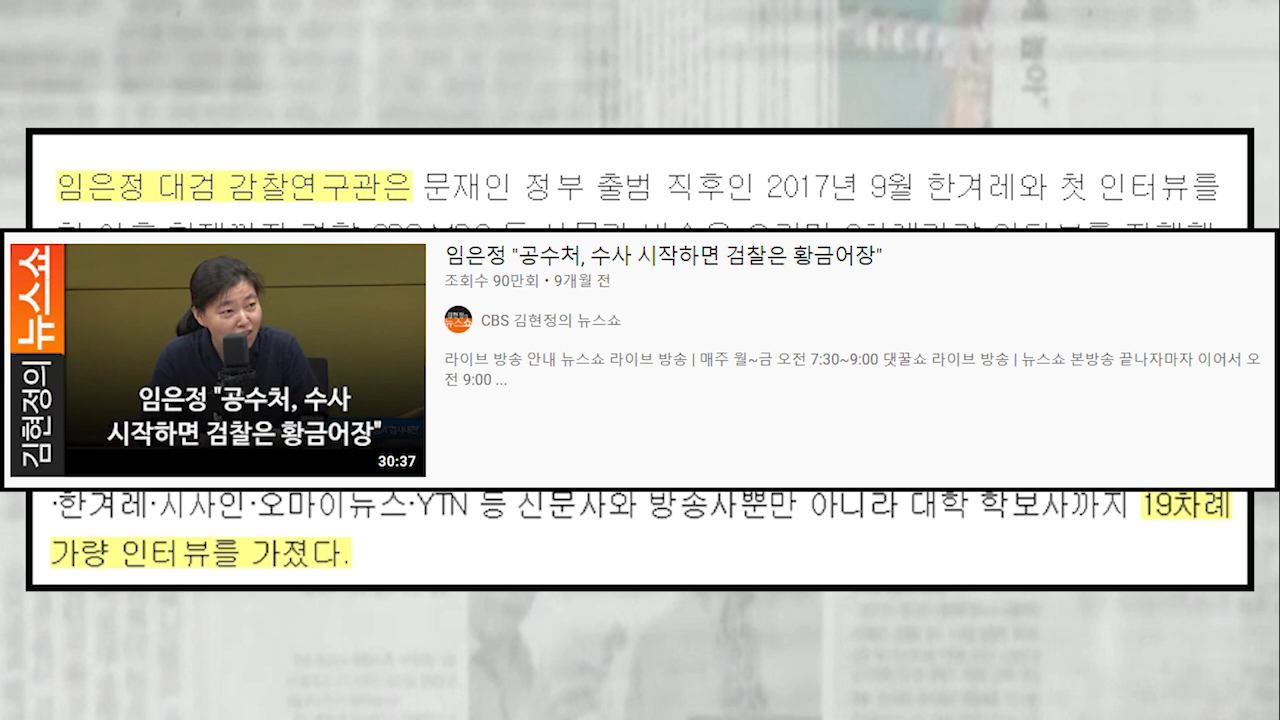 임은정 대검 감찰연구관은 문재인 정부 출범 직후인 2017년 9월 한겨레와 첫 인터뷰를
뉴스쇼
김현정의
임은정 "공수처, 수사
시작하면 검찰은 황금어장"
30:37
임은정 "공수처, 수사 시작하면 검찰은 황금어장"
조회수 90만회 • 9개월 전
CBS 김현정의 뉴스쇼
라이브 방송 안내 뉴스쇼 라이브 방송 | 매주 월~금 오전 7:30~9:00 댓꿀쇼 라이브 방송 | 뉴스쇼 본방송 끝나자마자 이어서 오
전 9:00 ...
·한겨레·시사인·오마이뉴스·YTN 등 신문사와 방송사뿐만 아니라 대학 학보사까지 19차례
가량 인터뷰를 가졌다.